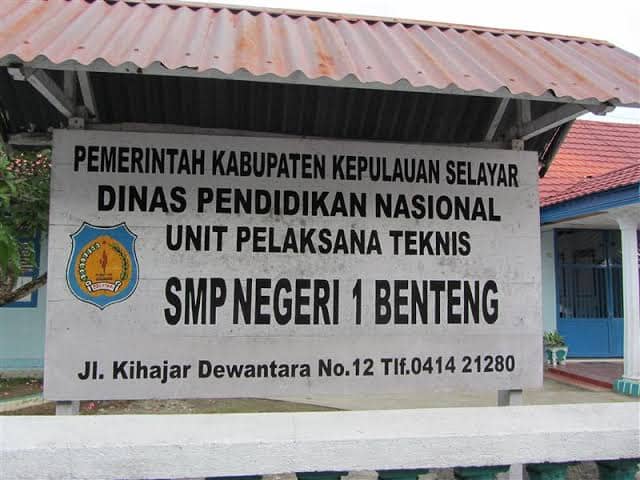 PEMERINTAH KABUPATEN KEPULAUAN SELAYAR
DINAS PENDIDIKAN NASIONAL
UNIT PELAKSANA TEKNIS
SMP NEGERI 1 BENTENG
Jl. Kihajar Dewantara No.12 Tlf.0414 21280